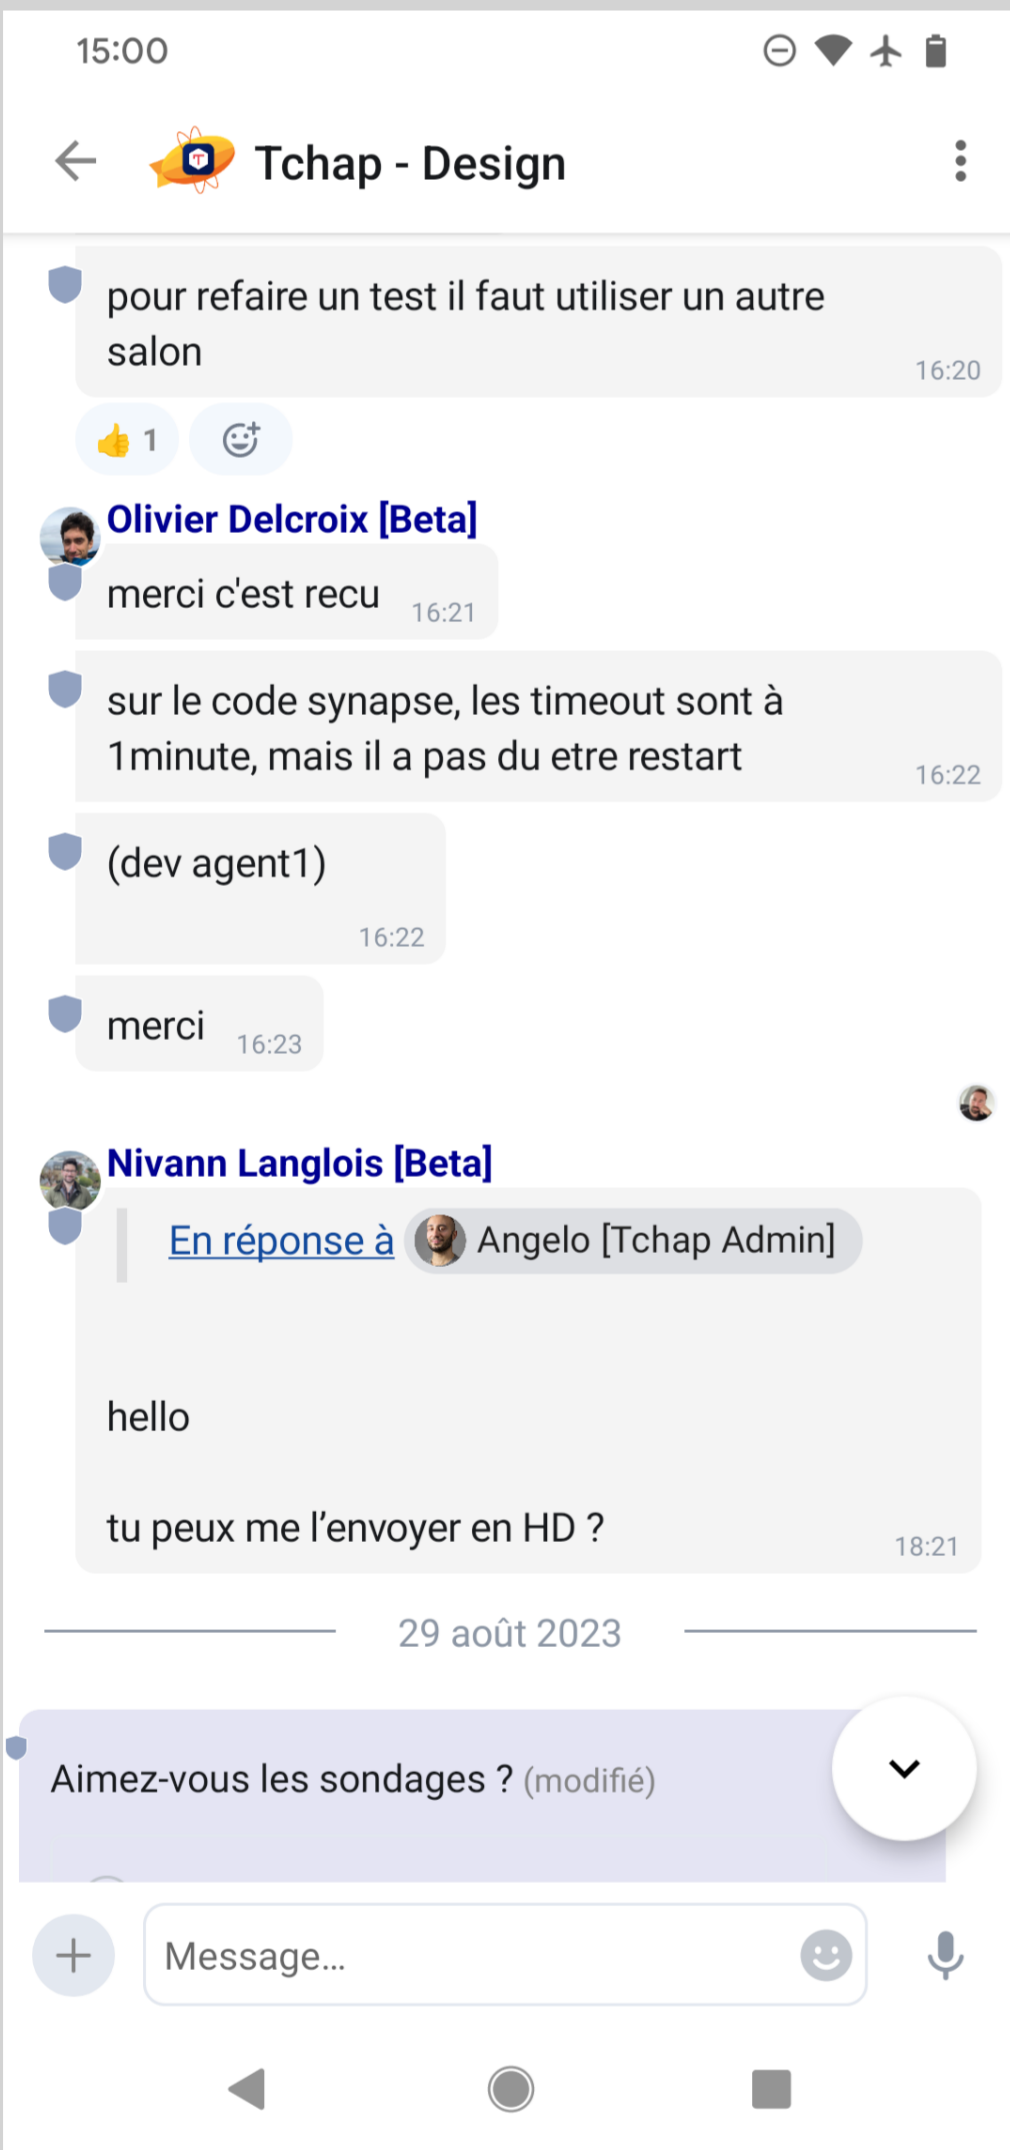 15:00
Tchap - Design
pour refaire un test il faut utiliser un autre
salon
16:20
👍 1
Olivier Delcroix [Beta]
merci c'est recu 16:21
sur le code synapse, les timeout sont à
1minute, mais il a pas du etre restart
16:22
(dev agent1)
16:22
merci 16:23
Nivann Langlois [Beta]
En réponse à Angelo [Tchap Admin]
hello
tu peux me l’envoyer en HD ?
18:21
29 août 2023
Aimez-vous les sondages ? (modifié)
Message…